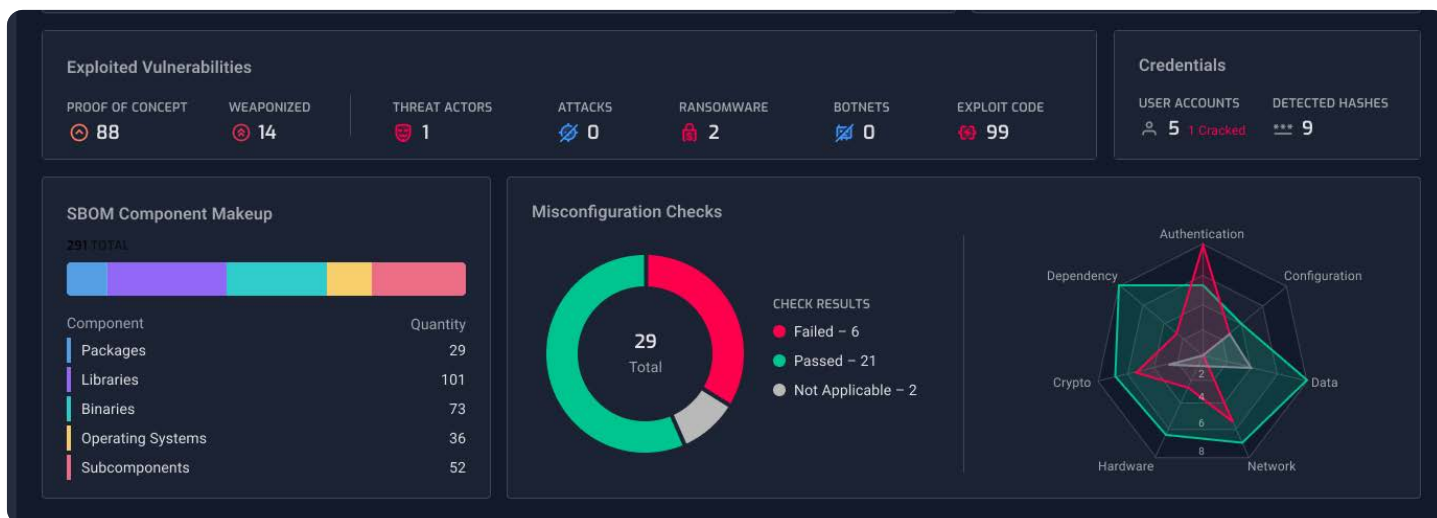 Exploited Vulnerabilities
PROOF OF CONCEPT
88
WEAPONIZED
14
THREAT ACTORS
1
ATTACKS
0
RANSOMWARE
2
BOTNETS
0
EXPLOIT CODE
99
Credentials
USER ACCOUNTS
5 1 Cracked
DETECTED HASHES
9
SBOM Component Makeup
291 TOTAL
Component Quantity
Packages 29
Libraries 101
Binaries 73
Operating Systems 36
Subcomponents 52
Misconfiguration Checks
29
Total
CHECK RESULTS
Failed – 6
Passed – 21
Not Applicable – 2
Authentication
Dependency
Configuration
Crypto
Data
Hardware
Network
2
4
6
8